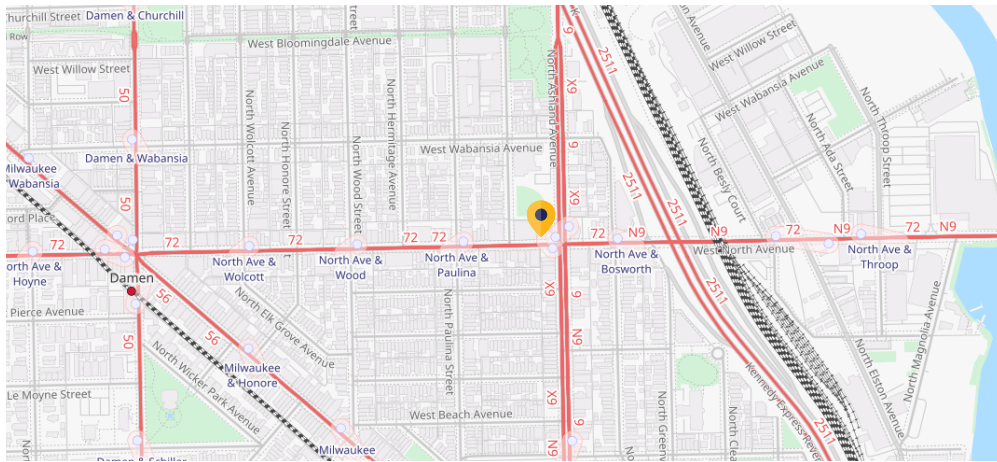 Churchill Street
Damen & Churchill
Row
West Bloomingdale Avenue
West Willow Street
50
9
X9
2511
North Ashland Avenue
West Willow Street
West Wabansia Avenue
North Throop Street
North Ada Street
North Besly Court
North Wolcott Avenue
North Honore Street
North Wood Street
North Hermitage Avenue
West Wabansia Avenue
Damen & Wabansia
Milwaukee
Wabansia
50
X9
2511
2511
72
72
72
72
72
72
N9
72
N9
N9
West North Avenue
North Ave &
Hoyne
North Ave &
Wolcott
North Ave &
Wood
North Ave &
Paulina
North Ave &
Bosworth
North Ave &
Throop
Damen
56
56
Pierce Avenue
50
North Elk Grove Avenue
North Paulina Street
X9
9
N9
2511
2511
North Elston Avenue
North Magnolia Avenue
Milwaukee
& Honore
North Wicker Park Avenue
Le Moyne Street
West Beach Avenue
9
N9
Kennedy Express Rever
Milwaukee
Damen & Schiller